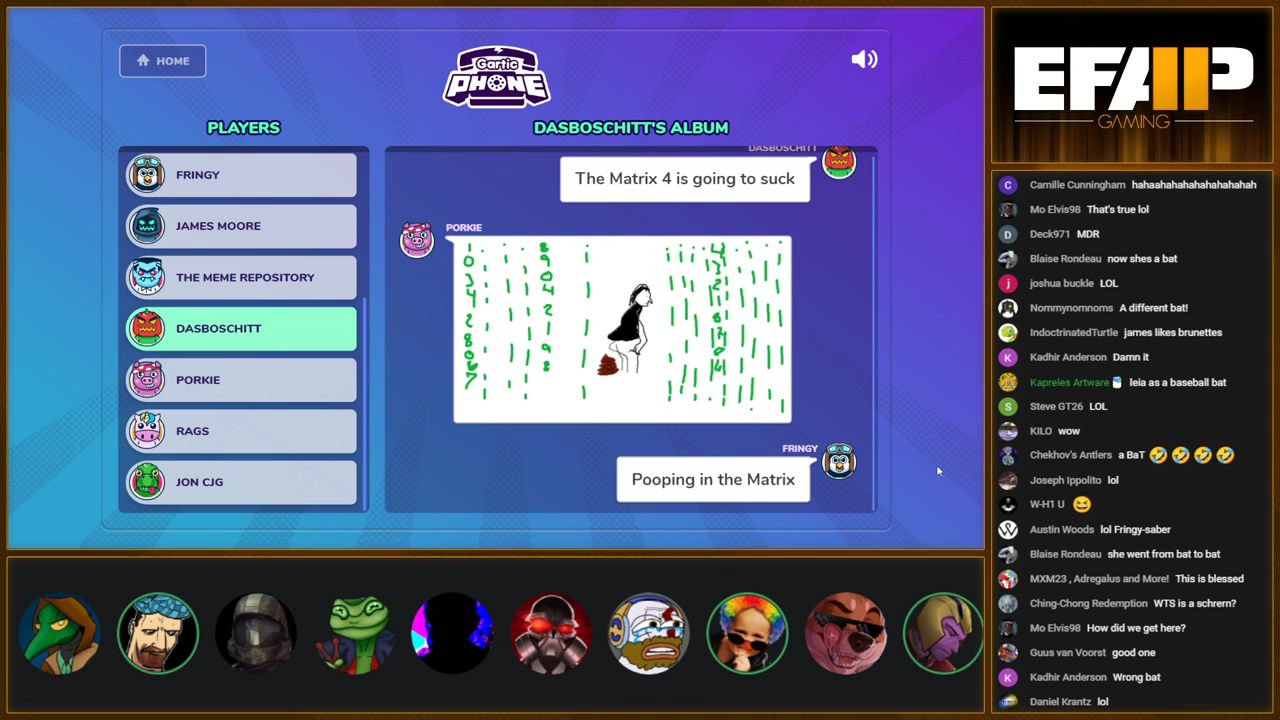 HOME
Gartic
PHONE
PLAYERS
FRINGY
JAMES MOORE
THE MEME REPOSITORY
DASBOSCHITT
PORKIE
RAGS
JON CJG
DASBOSCHITT'S ALBUM
DASBOSCHITT
The Matrix 4 is going to suck
PORKIE
FRINGY
Pooping in the Matrix
EFAP
GAMING
Camille Cunningham hahaahahahahahahahah
Mo Elvis98 That's true lol
Deck971 MDR
Blaise Rondeau now shes a bat
joshua buckle LOL
Nommynomnoms A different bat!
IndoctrinatedTurtle james likes brunettes
Kadhir Anderson Damn it
Kapreles Artware leia as a baseball bat
Steve GT26 LOL
KILO wow
Chekhov's Antlers a BaT 🤣🤣🤣🤣
Joseph Ippolito lol
W-H1 U 😆
Austin Woods lol Fringy-saber
Blaise Rondeau she went from bat to bat
MXM23 , Adregalus and More! This is blessed
Ching-Chong Redemption WTS is a schrern?
Mo Elvis98 How did we get here?
Guus van Voorst good one
Kadhir Anderson Wrong bat
Daniel Krantz lol